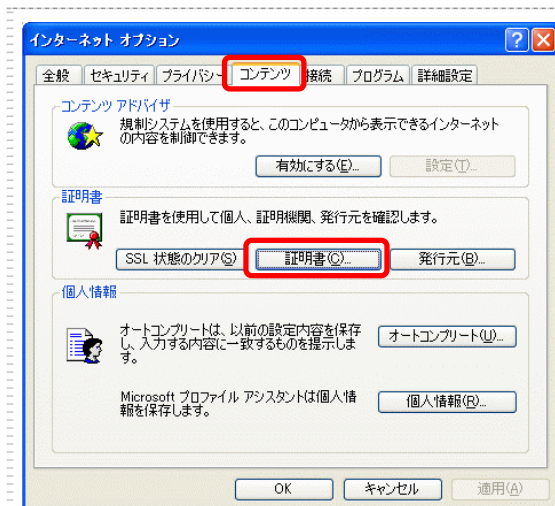 インターネット オプション
全般 セキュリティ プライバシー コンテンツ 接続 プログラム 詳細設定
コンテンツ アドバイザ
規制システムを使用すると、このコンピュータから表示できるインターネット
の内容を制御できます。
有効にする(E)... 設定(T)...
証明書
証明書を使用して個人、証明機関、発行元を確認します。
SSL 状態のクリア(S) 証明書(C)... 発行元(B)...
個人情報
オートコンプリートは、以前の設定内容を保存
し、入力する内容に一致するものを提示しま
す。
オートコンプリート(U)...
Microsoft プロファイル アシスタントは個人情
報を保存します。
個人情報(R)...
OK キャンセル 適用(A)